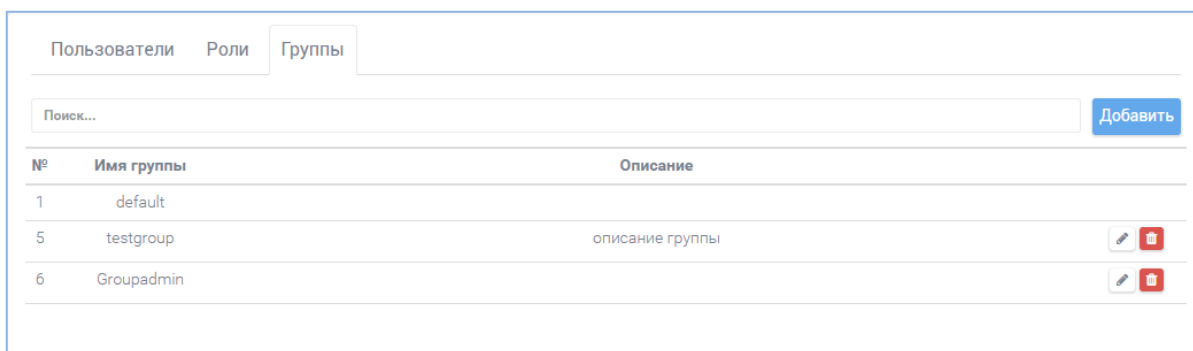 Пользователи Роли Группы
Поиск... Добавить
№ Имя группы Описание
1 default
5 testgroup описание группы
6 Groupadmin